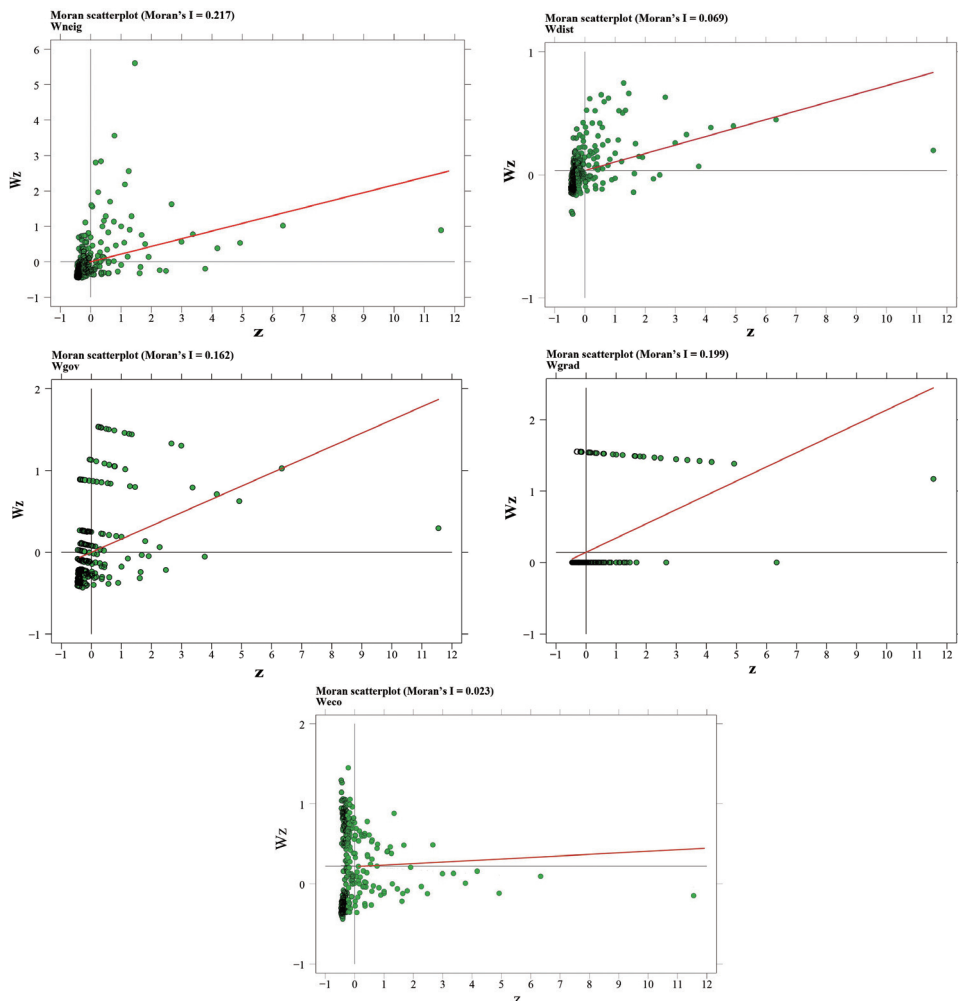 Moran scatterplot (Moran's I = 0.217)
Wneig
6
5
4
3
2
1
0
−1
Wz
−1 0 1 2 3 4 5 6 7 8 9 10 11 12
z
Moran scatterplot (Moran's I = 0.069)
Wdist
1
0
−1
Wz
−1 0 1 2 3 4 5 6 7 8 9 10 11 12
z
Moran scatterplot (Moran's I = 0.162)
Wgov
2
1
0
−1
Wz
−1 0 1 2 3 4 5 6 7 8 9 10 11 12
z
Moran scatterplot (Moran's I = 0.199)
Wgrad
2
1
0
−1
Wz
−1 0 1 2 3 4 5 6 7 8 9 10 11 12
z
Moran scatterplot (Moran's I = 0.023)
Weco
2
1
0
−1
Wz
−1 0 1 2 3 4 5 6 7 8 9 10 11 12
z